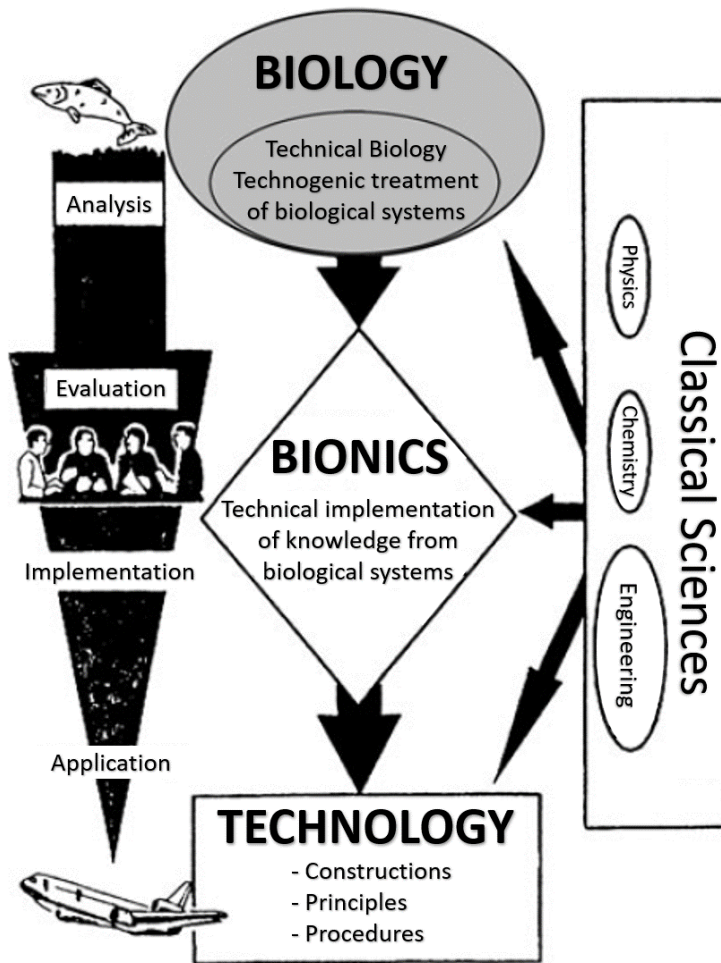 BIOLOGY
Technical Biology
Technogenic treatment
of biological systems
Analysis
Evaluation
Implementation
Application
BIONICS
Technical implementation
of knowledge from
biological systems
TECHNOLOGY
- Constructions
- Principles
- Procedures
Classical Sciences
Physics
Chemistry
Engineering